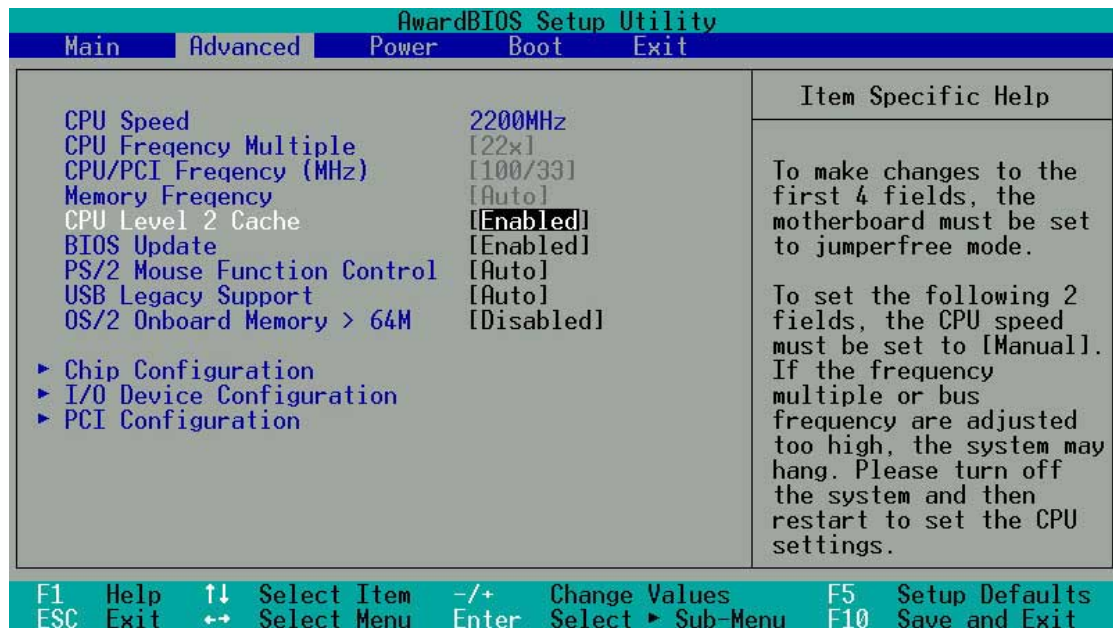 AwardBIOS Setup Utility
Main Advanced Power Boot Exit
CPU Speed 2200MHz
CPU Freqency Multiple [22x]
CPU/PCI Freqency (MHz) [100/33]
Memory Freqency [Auto]
CPU Level 2 Cache [Enabled]
BIOS Update [Enabled]
PS/2 Mouse Function Control [Auto]
USB Legacy Support [Auto]
OS/2 Onboard Memory > 64M [Disabled]
▸ Chip Configuration
▸ I/O Device Configuration
▸ PCI Configuration
Item Specific Help
To make changes to the
first 4 fields, the
motherboard must be set
to jumperfree mode.
To set the following 2
fields, the CPU speed
must be set to [Manual].
If the frequency
multiple or bus
frequency are adjusted
too high, the system may
hang. Please turn off
the system and then
restart to set the CPU
settings.
F1 Help ↑↓ Select Item -/+ Change Values F5 Setup Defaults
ESC Exit ←→ Select Menu Enter Select ▸ Sub-Menu F10 Save and Exit